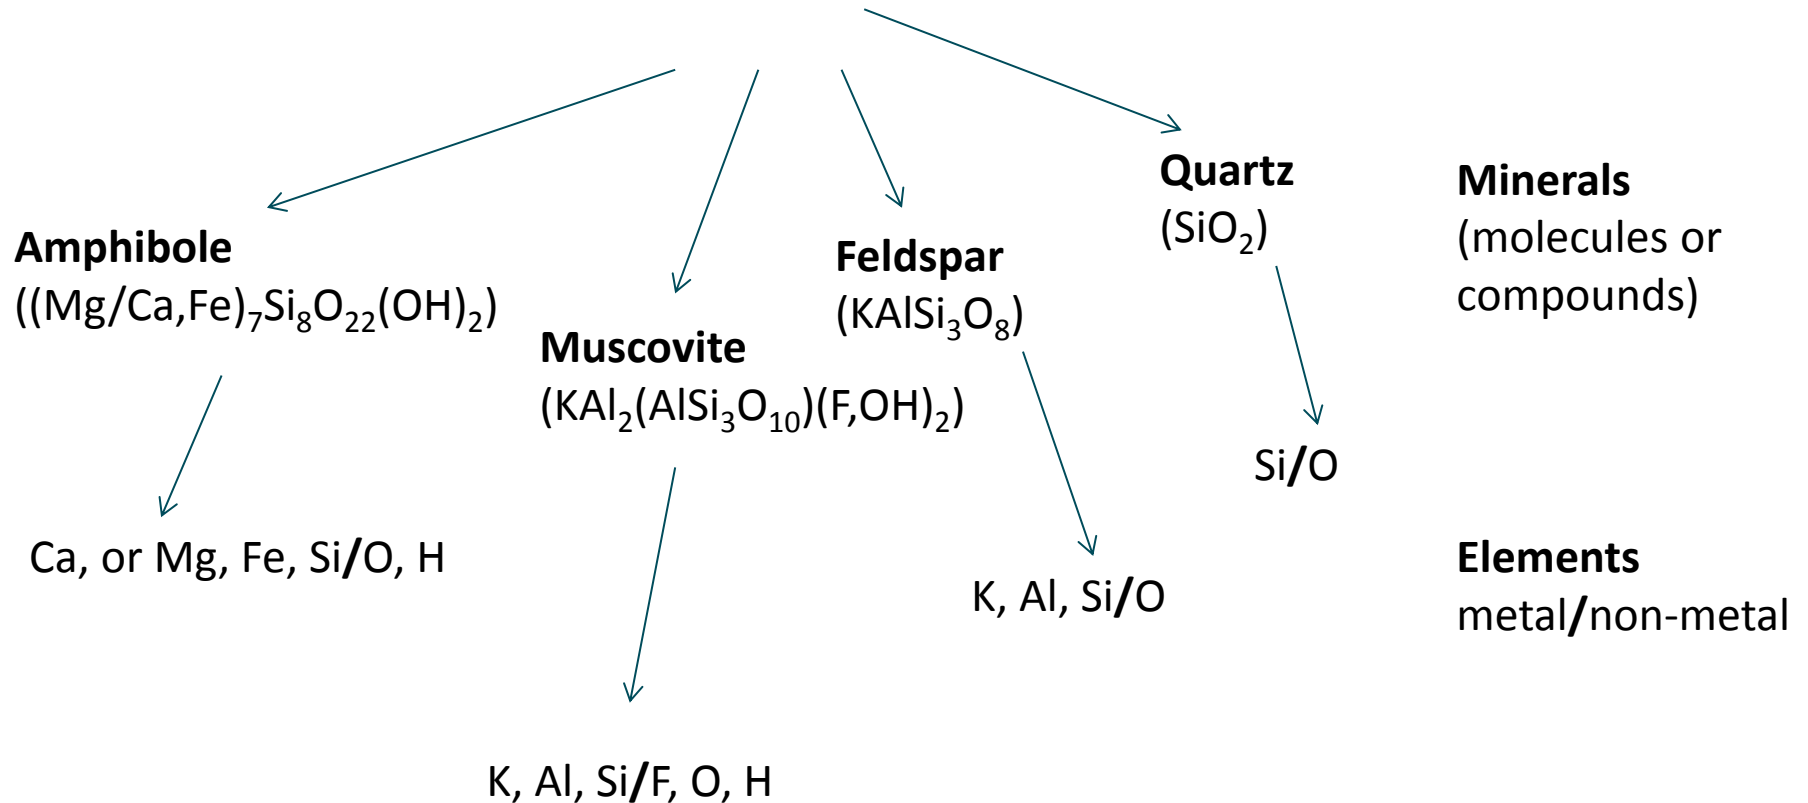 Quartz
(SiO₂)
Minerals
(molecules or
compounds)
Amphibole
((Mg/Ca,Fe)₇Si₈O₂₂(OH)₂)
Feldspar
(KAlSi₃O₈)
Muscovite
(KAl₂(AlSi₃O₁₀)(F,OH)₂)
Si/O
Ca, or Mg, Fe, Si/O, H
K, Al, Si/O
Elements
metal/non-metal
K, Al, Si/F, O, H